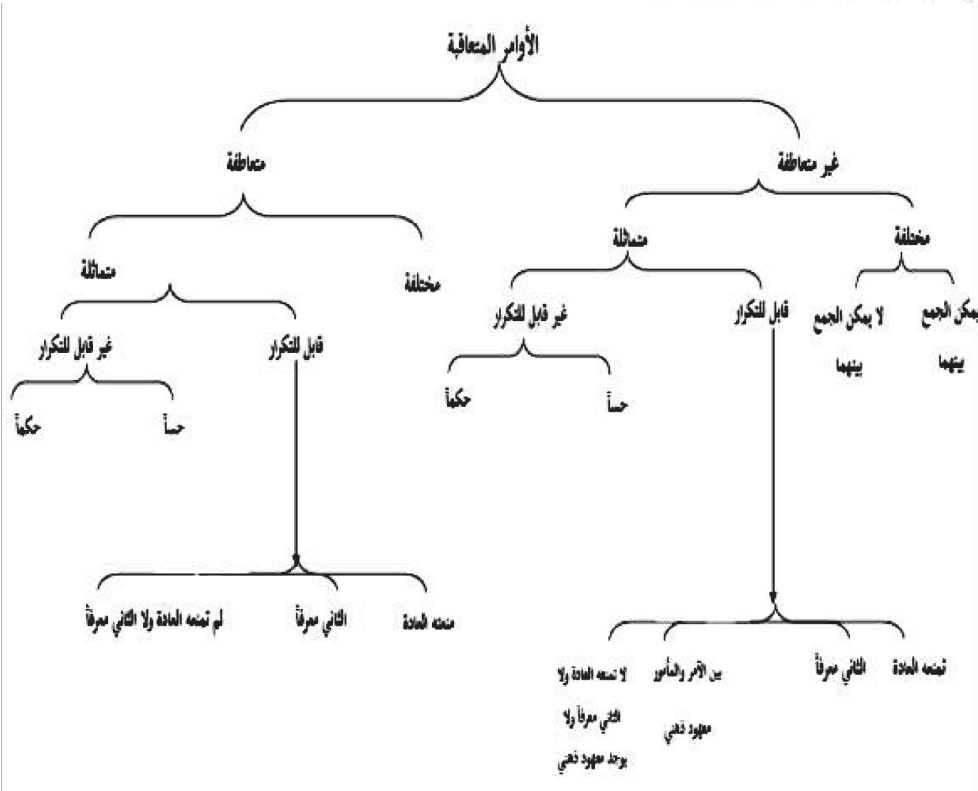 الأوامر المتعاقبة
غير متعاطفة
متعاطفة
مختلفة
متماثلة
مختلفة
متماثلة
يمكن الجمع
بينهما
لا يمكن الجمع
بينهما
قابل للتكرار
غير قابل للتكرار
حساً
حكماً
قابل للتكرار
غير قابل للتكرار
حساً
حكماً
تمنعه العادة
الثاني معرفاً
بين الآمر والمأمور
معهود ذهني
لا تمنعه العادة ولا
الثاني معرفاً ولا
يوجد معهود ذهني
منعته العادة
الثاني معرفاً
لم تمنعه العادة ولا الثاني معرفاً